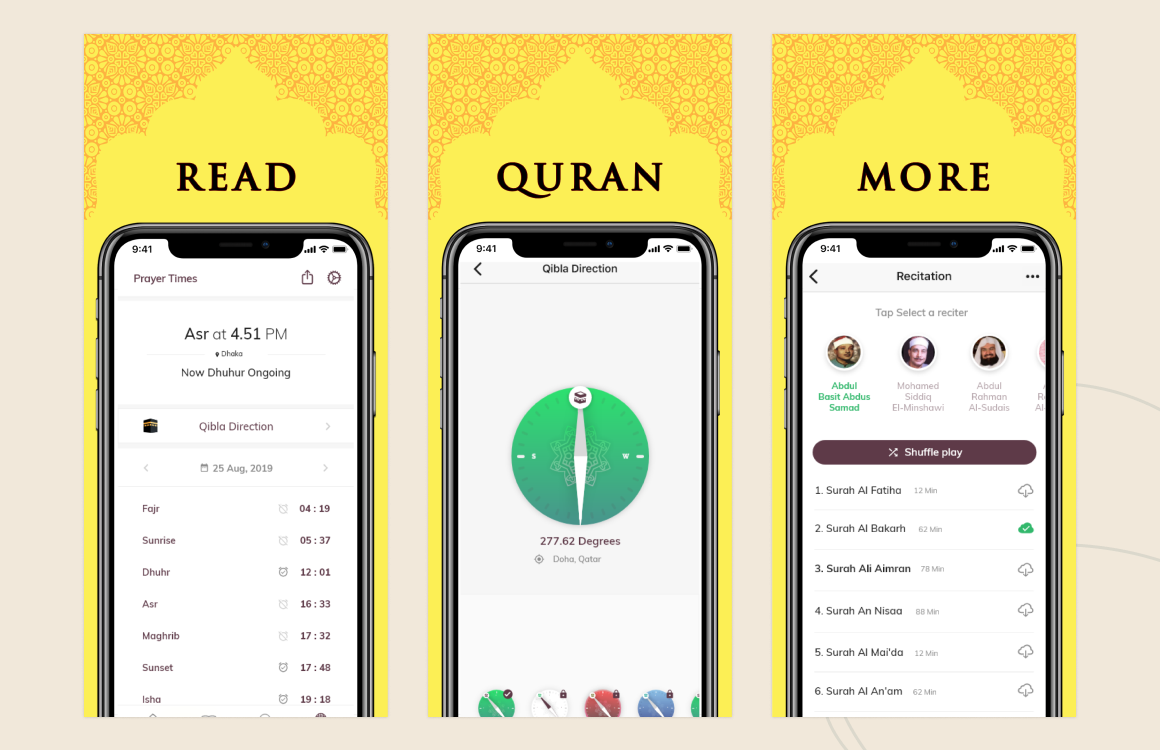 READ
9:41
Prayer Times
Asr at 4.51 PM
Dhaka
Now Dhuhur Ongoing
Qibla Direction
25 Aug, 2019
Fajr 04 : 19
Sunrise 05 : 37
Dhuhr 12 : 01
Asr 16 : 33
Maghrib 17 : 32
Sunset 17 : 48
Isha 19 : 18
QURAN
9:41
Qibla Direction
S W
277.62 Degrees
Doha, Qatar
MORE
9:41
Recitation
Tap Select a reciter
Abdul
Basit Abdus
Samad
Mohamed
Siddiq
El-Minshawi
Abdul
Rahman
Al-Sudais
Shuffle play
1. Surah Al Fatiha 12 Min
2. Surah Al Bakarh 62 Min
3. Surah Ali Aimran 78 Min
4. Surah An Nisaa 88 Min
5. Surah Al Mai'da 12 Min
6. Surah Al An'am 62 Min